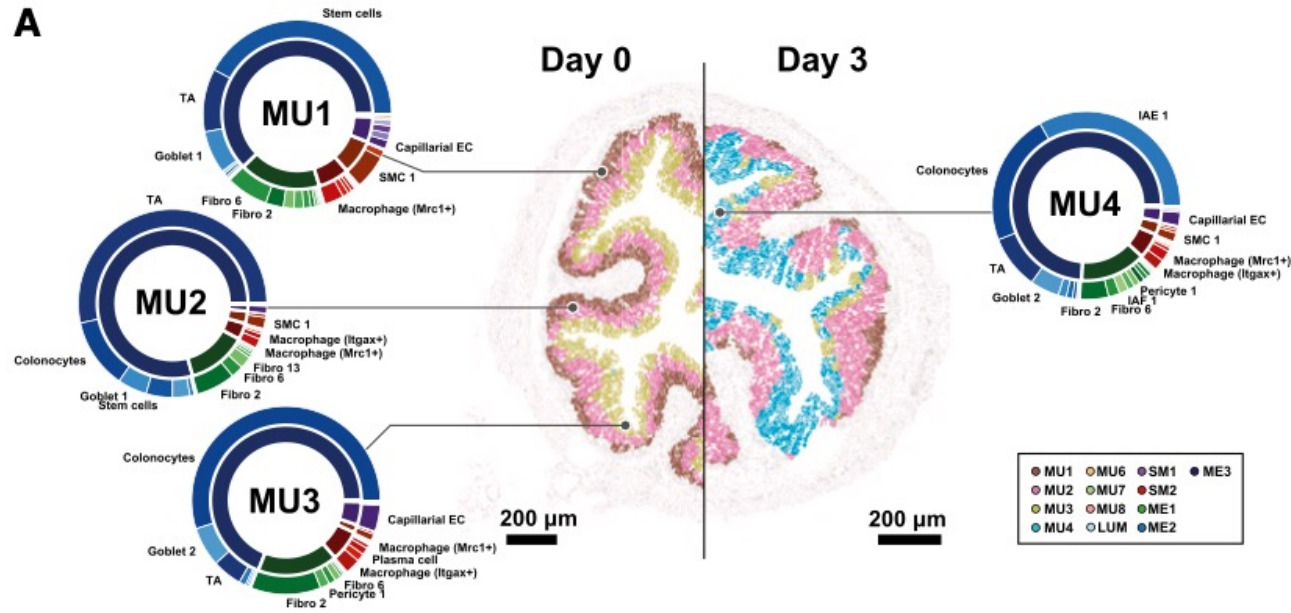 A
Day 0
Day 3
MU1
Stem cells
TA
Goblet 1
Fibro 6
Fibro 2
Macrophage (Mrc1+)
SMC 1
Capillarial EC
MU2
TA
Colonocytes
Goblet 1
Stem cells
Fibro 2
Fibro 6
Fibro 13
Macrophage (Mrc1+)
Macrophage (Itgax+)
SMC 1
MU3
Colonocytes
Goblet 2
TA
Fibro 2
Pericyte 1
Fibro 6
Macrophage (Itgax+)
Plasma cell
Macrophage (Mrc1+)
Capillarial EC
MU4
IAE 1
Colonocytes
TA
Goblet 2
Fibro 2
Fibro 6
IAF 1
Pericyte 1
Macrophage (Itgax+)
Macrophage (Mrc1+)
SMC 1
Capillarial EC
200 µm
200 µm
MU1 MU6 SM1 ME3
MU2 MU7 SM2
MU3 MU8 ME1
MU4 LUM ME2